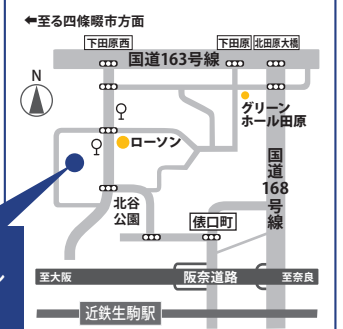 ←至る四條畷市方面
下田原西
下田原
北田原大橋
国道163号線
N
グリーン
ホール田原
ローソン
国道168号線
北谷
公園
俵口町
至大阪
阪奈道路
至奈良
近鉄生駒駅